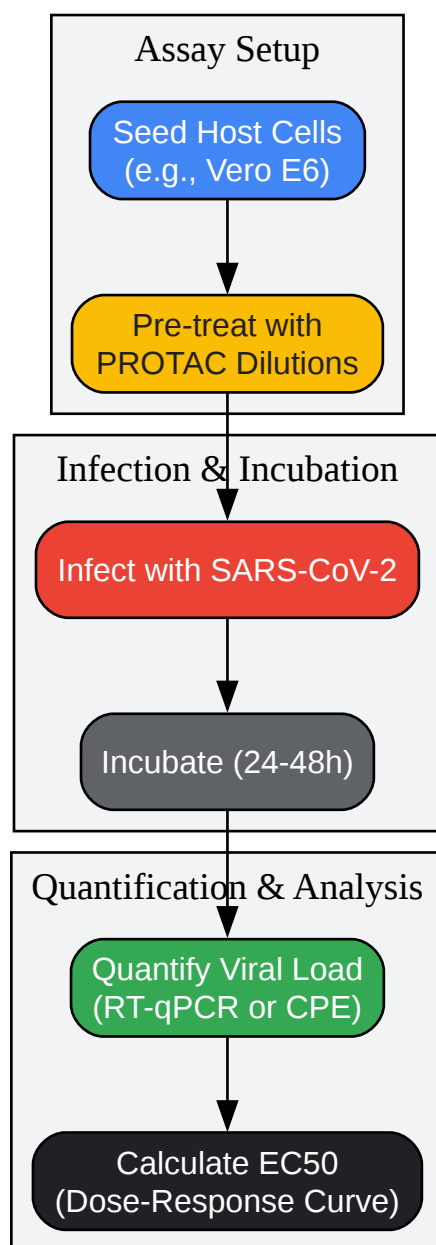 Assay Setup
Seed Host Cells
(e.g., Vero E6)
Pre-treat with
PROTAC Dilutions
Infection & Incubation
Infect with SARS-CoV-2
Incubate (24-48h)
Quantification & Analysis
Quantify Viral Load
(RT-qPCR or CPE)
Calculate EC50
(Dose-Response Curve)